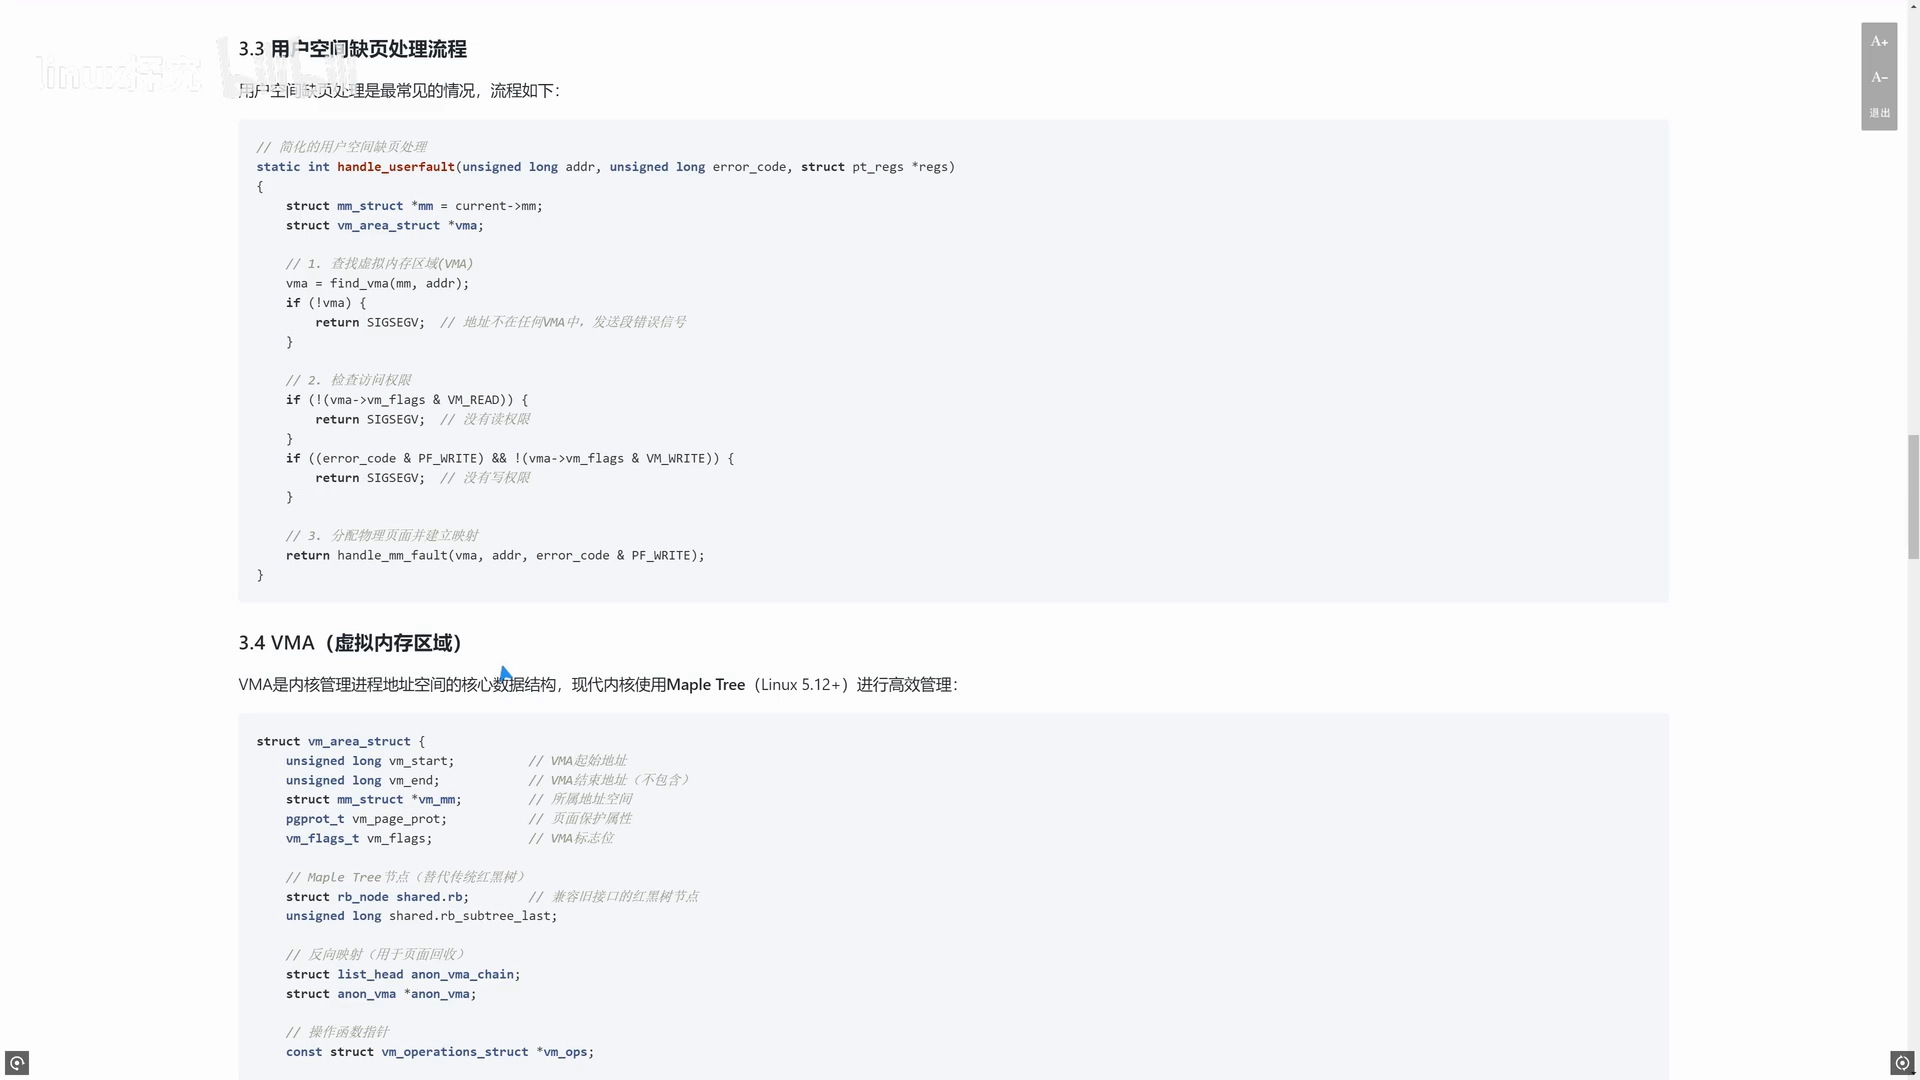 linux探究 bilibili
A+
A-
退出
3.3 用户空间缺页处理流程
用户空间缺页处理是最常见的情况，流程如下：
// 简化的用户空间缺页处理
static int handle_userfault(unsigned long addr, unsigned long error_code, struct pt_regs *regs)
{
    struct mm_struct *mm = current->mm;
    struct vm_area_struct *vma;
    // 1. 查找虚拟内存区域(VMA)
    vma = find_vma(mm, addr);
    if (!vma) {
        return SIGSEGV;  // 地址不在任何VMA中，发送段错误信号
    }
    // 2. 检查访问权限
    if (!(vma->vm_flags & VM_READ)) {
        return SIGSEGV;  // 没有读权限
    }
    if ((error_code & PF_WRITE) && !(vma->vm_flags & VM_WRITE)) {
        return SIGSEGV;  // 没有写权限
    }
    // 3. 分配物理页面并建立映射
    return handle_mm_fault(vma, addr, error_code & PF_WRITE);
}
3.4 VMA（虚拟内存区域）
VMA是内核管理进程地址空间的核心数据结构，现代内核使用Maple Tree（Linux 5.12+）进行高效管理：
struct vm_area_struct {
    unsigned long vm_start;          // VMA起始地址
    unsigned long vm_end;            // VMA结束地址（不包含）
    struct mm_struct *vm_mm;         // 所属地址空间
    pgprot_t vm_page_prot;           // 页面保护属性
    vm_flags_t vm_flags;             // VMA标志位
    // Maple Tree节点（替代传统红黑树）
    struct rb_node shared.rb;        // 兼容旧接口的红黑树节点
    unsigned long shared.rb_subtree_last;
    // 反向映射（用于页面回收）
    struct list_head anon_vma_chain;
    struct anon_vma *anon_vma;
    // 操作函数指针
    const struct vm_operations_struct *vm_ops;